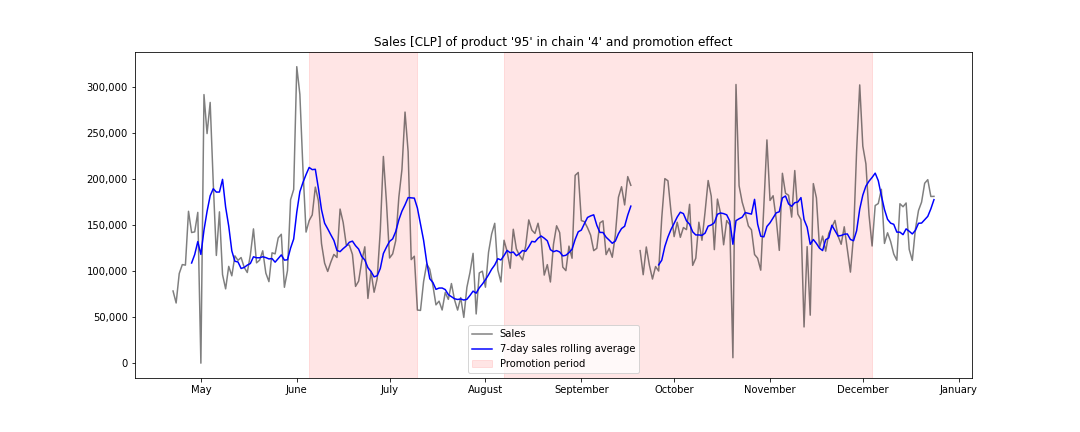 Sales [CLP] of product '95' in chain '4' and promotion effect
300,000
250,000
200,000
150,000
100,000
50,000
0
Sales
7-day sales rolling average
Promotion period
May June July August September October November December January